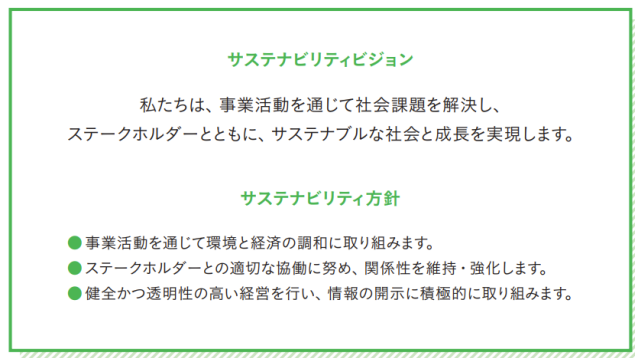 サステナビリティビジョン
私たちは、事業活動を通じて社会課題を解決し、
ステークホルダーとともに、サステナブルな社会と成長を実現します。
サステナビリティ方針
●事業活動を通じて環境と経済の調和に取り組みます。
●ステークホルダーとの適切な協働に努め、関係性を維持・強化します。
●健全かつ透明性の高い経営を行い、情報の開示に積極的に取り組みます。